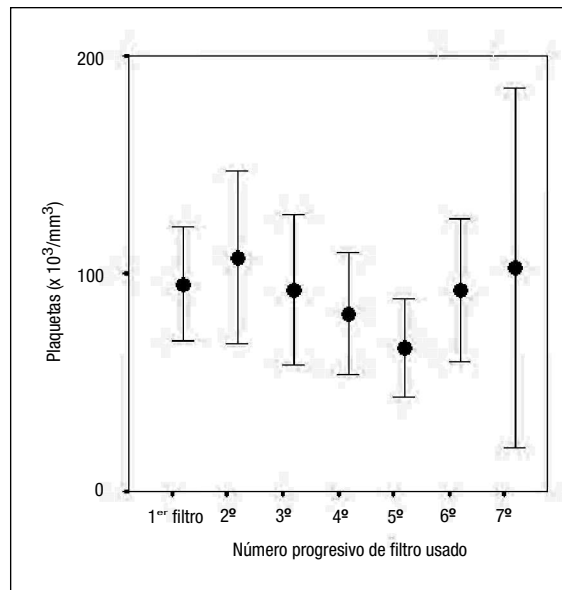 200
100
0
Plaquetas (x 10³/mm³)
1er filtro 2º 3º 4º 5º 6º 7º
Número progresivo de filtro usado